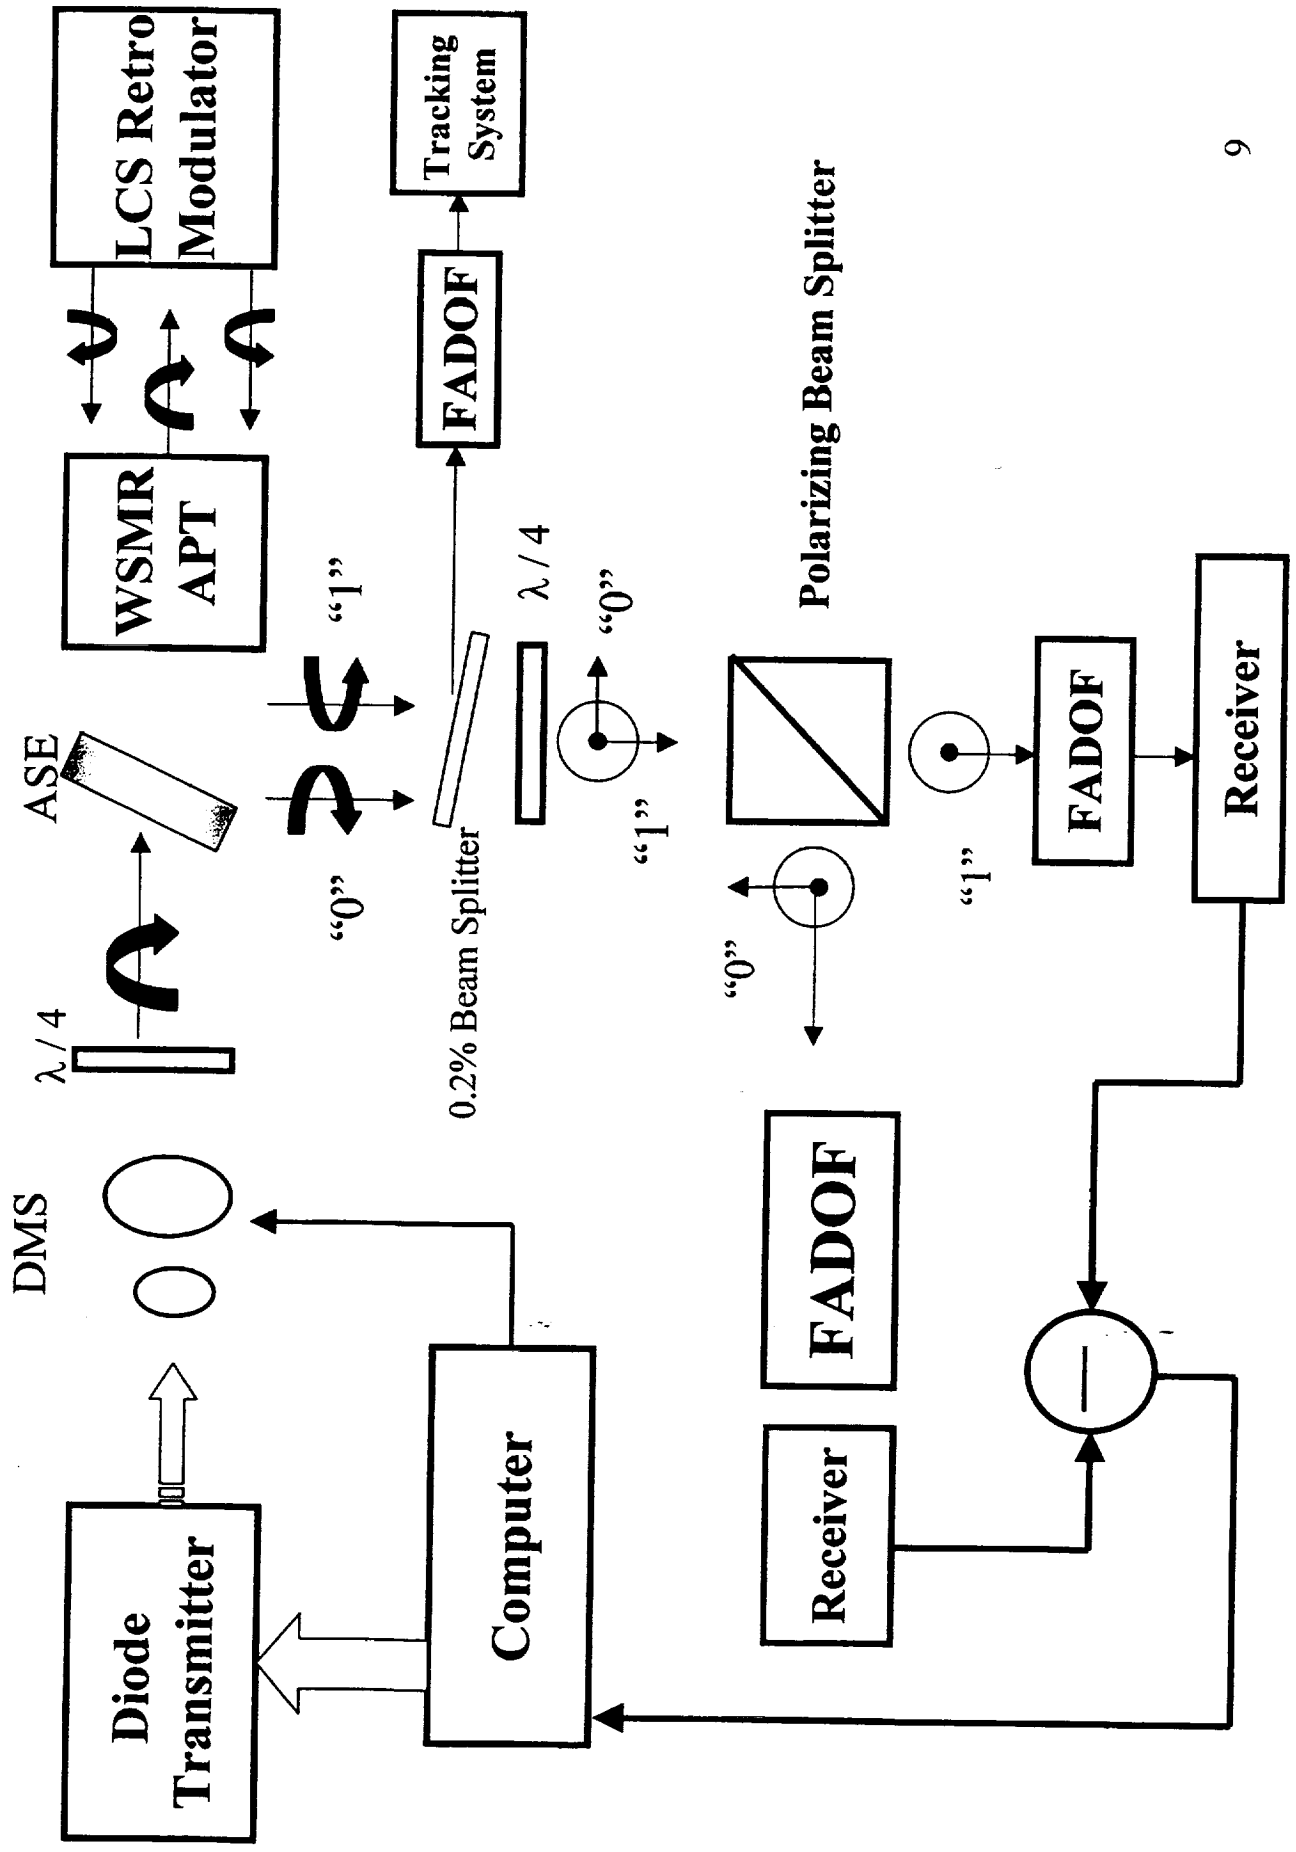 DMS
λ / 4
ASE
Diode
Transmitter
WSMR
APT
LCS Retro
Modulator
“0”
“1”
0.2% Beam Splitter
FADOF
Tracking
System
λ / 4
Computer
“1”
“0”
“0”
Polarizing Beam Splitter
Receiver
FADOF
“1”
FADOF
Receiver
—
9